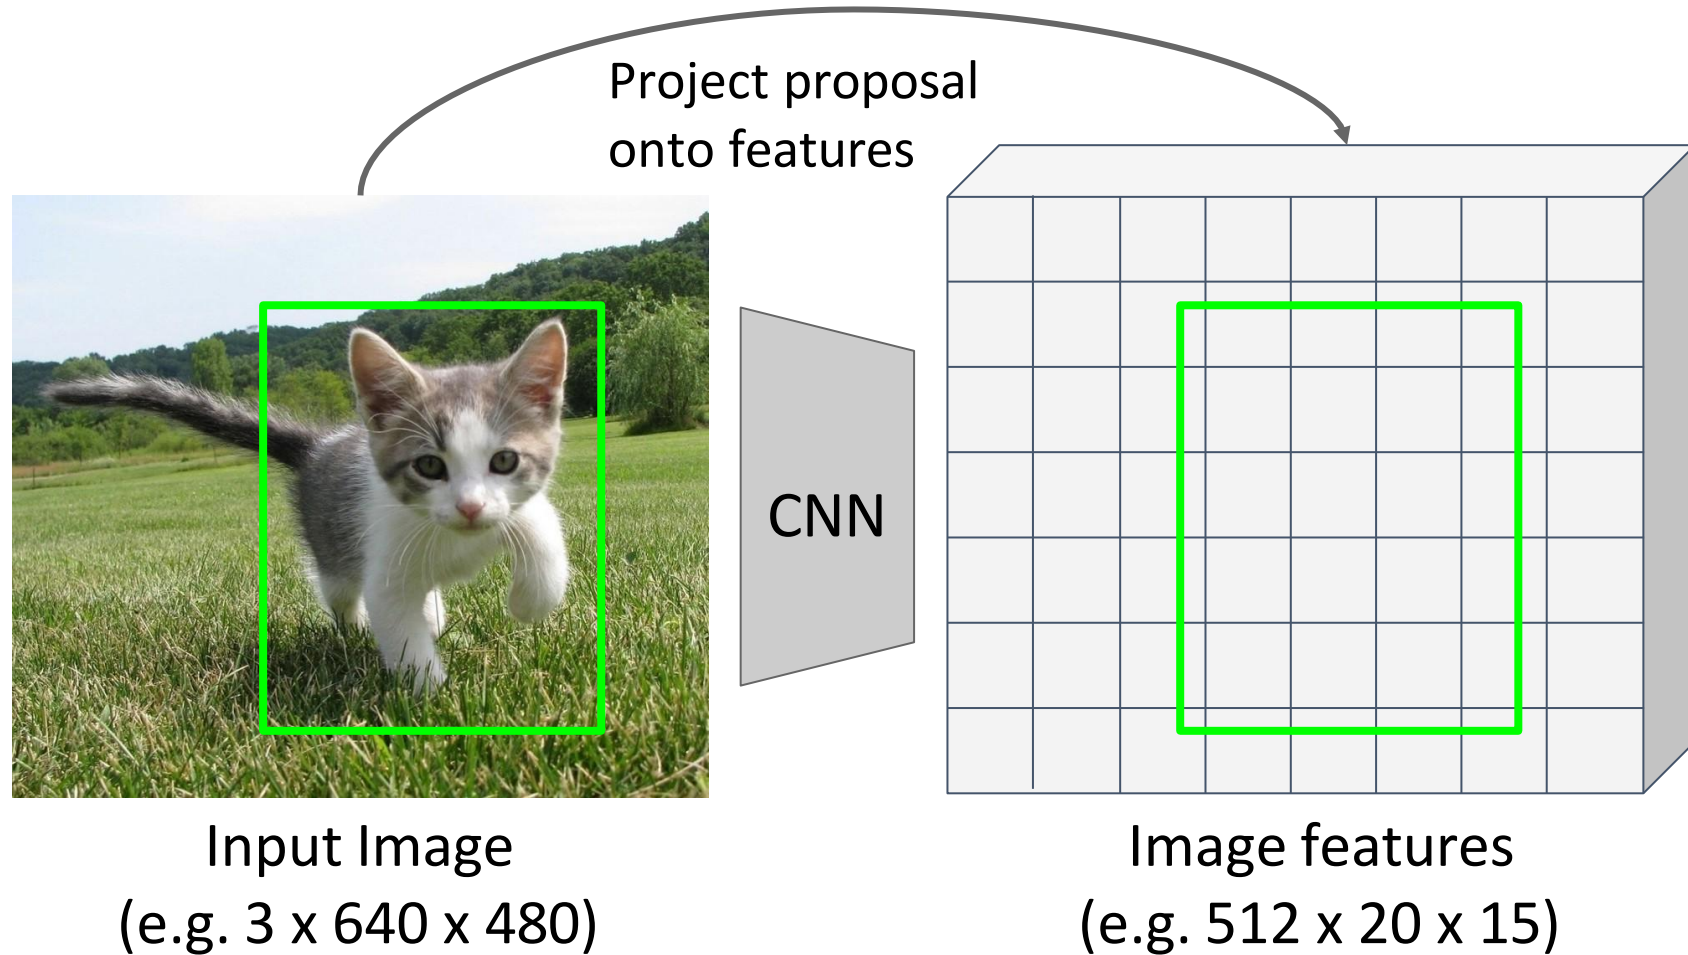 Project proposal
onto features
CNN
Input Image
(e.g. 3 x 640 x 480)
Image features
(e.g. 512 x 20 x 15)